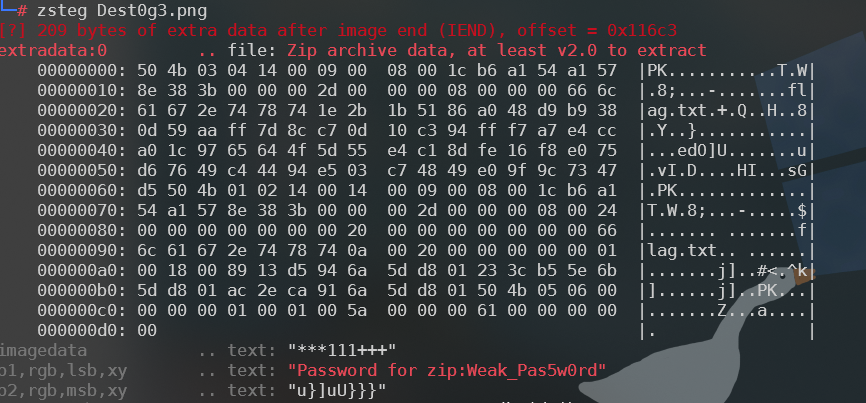 # zsteg Dest0g3.png
[?] 209 bytes of extra data after image end (IEND), offset = 0x116c3
extradata:0 .. file: Zip archive data, at least v2.0 to extract
00000000: 50 4b 03 04 14 00 09 00 08 00 1c b6 a1 54 a1 57 |PK...........T.W|
00000010: 8e 38 3b 00 00 00 2d 00 00 00 08 00 00 00 66 6c |.8;...-.......fl|
00000020: 61 67 2e 74 78 74 1e 2b 1b 51 86 a0 48 d9 b9 38 |ag.txt.+.Q..H..8|
00000030: 0d 59 aa ff 7d 8c c7 0d 10 c3 94 ff f7 a7 e4 cc |.Y..}...........|
00000040: a0 1c 97 65 64 4f 5d 55 e4 c1 8d fe 16 f8 e0 75 |...edO]U.......u|
00000050: d6 76 49 c4 44 94 e5 03 c7 48 49 e0 9f 9c 73 47 |.vI.D....HI...sG|
00000060: d5 50 4b 01 02 14 00 14 00 09 00 08 00 1c b6 a1 |.PK.............|
00000070: 54 a1 57 8e 38 3b 00 00 00 2d 00 00 00 08 00 24 |T.W.8;...-.....$|
00000080: 00 00 00 00 00 00 00 20 00 00 00 00 00 00 00 66 |....... .......f|
00000090: 6c 61 67 2e 74 78 74 0a 00 20 00 00 00 00 00 01 |lag.txt.. ......|
000000a0: 00 18 00 89 13 d5 94 6a 5d d8 01 23 3c b5 5e 6b |.......j]..#<.^k|
000000b0: 5d d8 01 ac 2e ca 91 6a 5d d8 01 50 4b 05 06 00 |]......j]..PK...|
000000c0: 00 00 00 01 00 01 00 5a 00 00 00 61 00 00 00 00 |.......Z...a....|
000000d0: 00 |.|
imagedata .. text: "***111+++"
b1,rgb,lsb,xy .. text: "Password for zip:Weak_Pas5w0rd"
b2,rgb,msb,xy .. text: "u}]uU}}}"